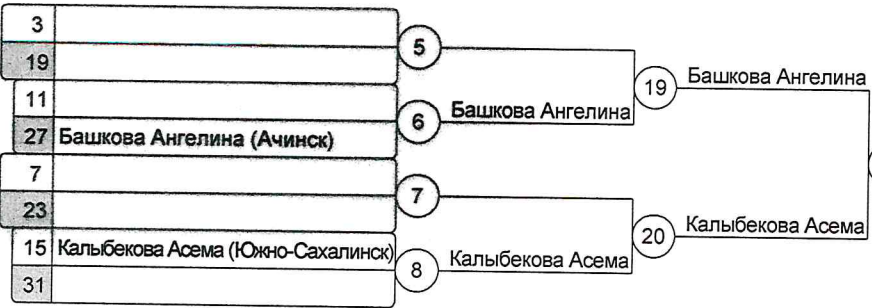 3
19
5
11
27 Башкова Ангелина (Ачинск)
6
Башкова Ангелина
19
Башкова Ангелина
7
23
7
15 Калыбекова Асема (Южно-Сахалинск)
31
8
Калыбекова Асема
20
Калыбекова Асема